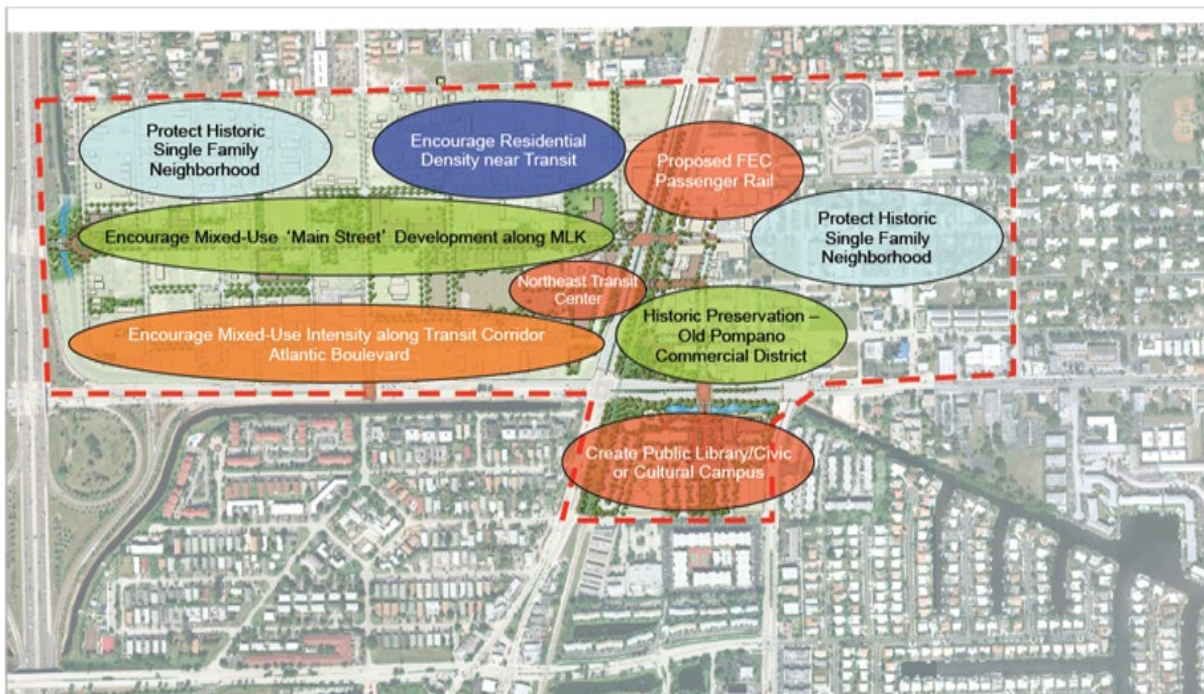 Protect Historic
Single Family
Neighborhood
Encourage Residential
Density near Transit
Proposed FEC
Passenger Rail
Protect Historic
Single Family
Neighborhood
Encourage Mixed-Use ‘Main Street’ Development along MLK
Northeast Transit
Center
Encourage Mixed-Use Intensity along Transit Corridor
Atlantic Boulevard
Historic Preservation –
Old Pompano
Commercial District
Create Public Library/Civic
or Cultural Campus